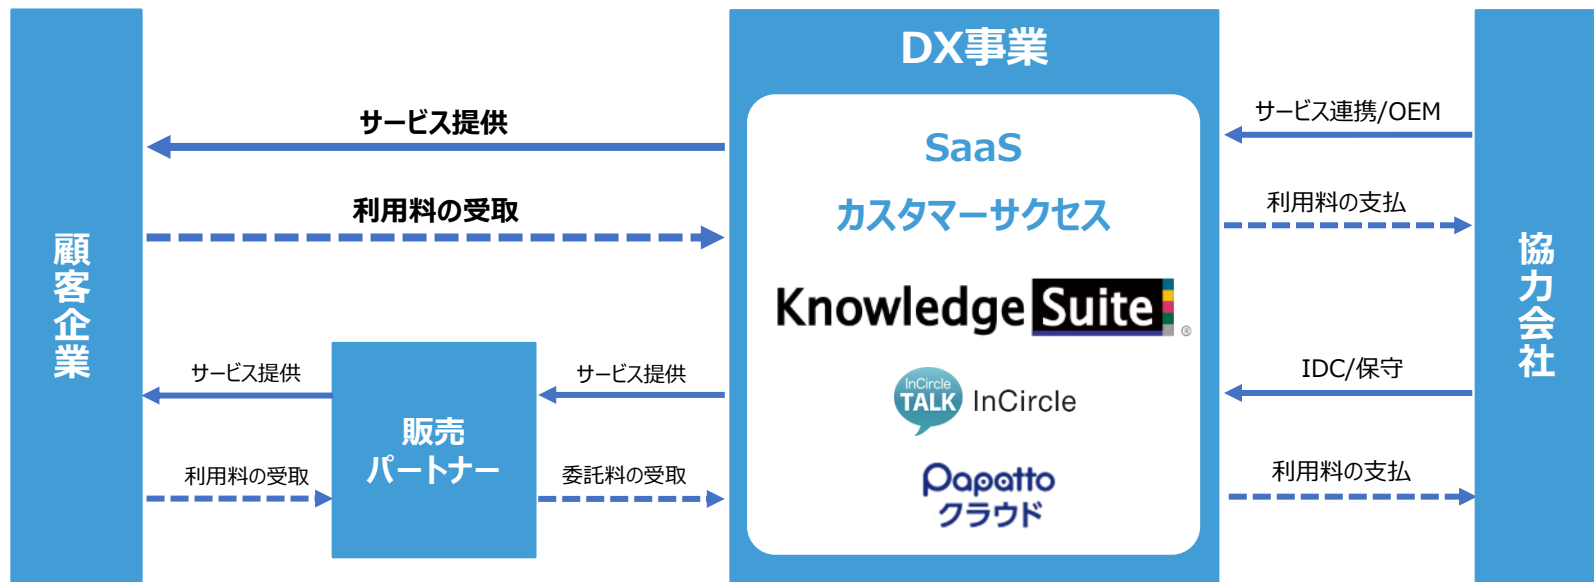 DX事業
サービス提供
サービス連携/OEM
SaaS
利用料の受取
カスタマーサクセス
利用料の支払
顧客企業
協力会社
Knowledge Suite ®
サービス提供
サービス提供
IDC/保守
InCircle
TALK
InCircle
販売
パートナー
利用料の受取
委託料の受取
利用料の支払
Papatto
クラウド